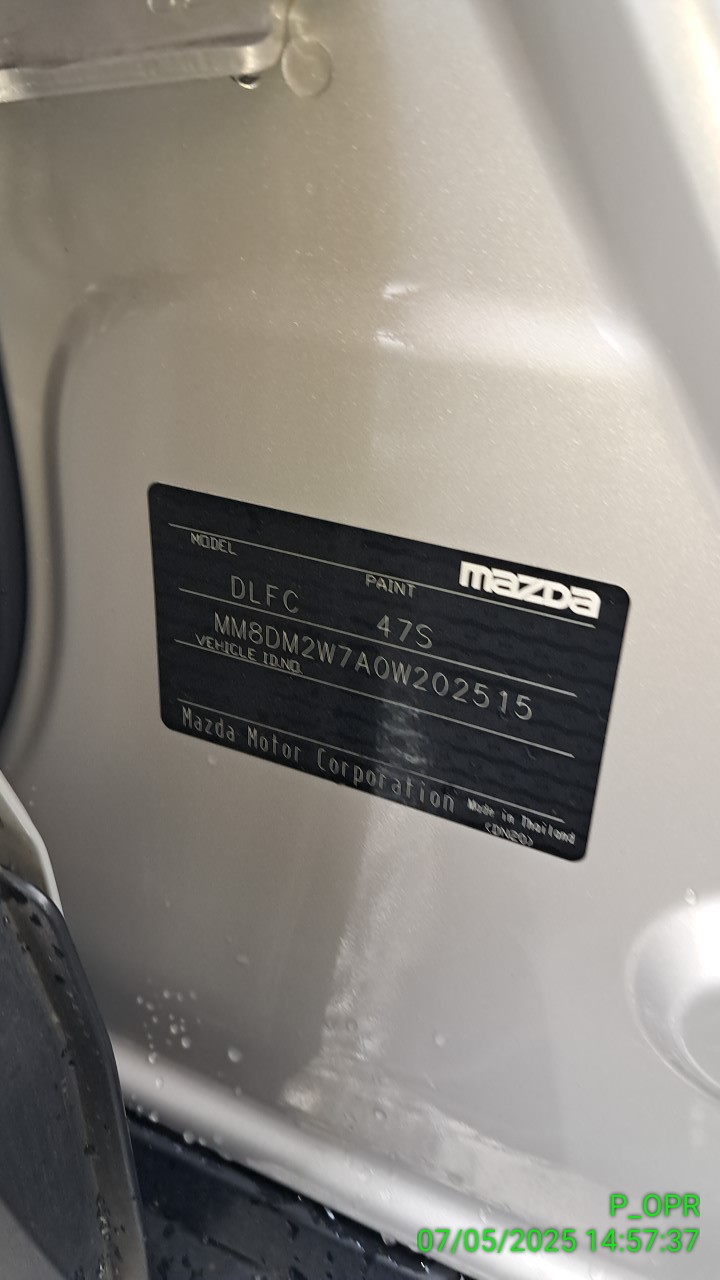 MODEL
PAINT
mazda
DLFC
47S
MM8DM2W7A0W202515
VEHICLE ID.NO.
Mazda Motor Corporation
Made in Thailand
<DN20>
P_OPR
07/05/2025 14:57:37